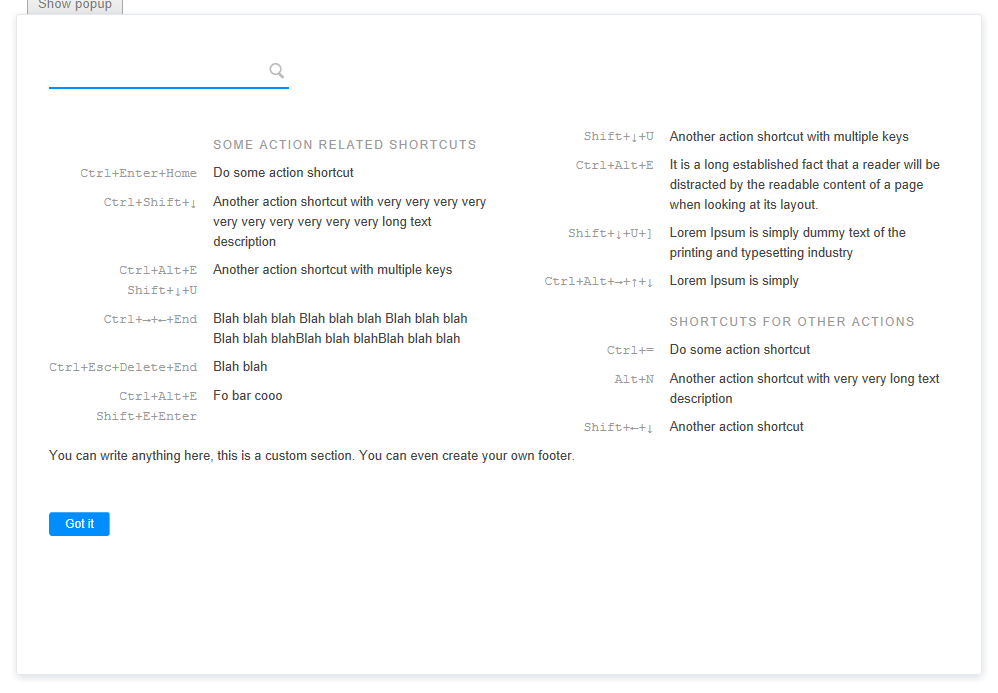 Show popup
SOME ACTION RELATED SHORTCUTS
Ctrl+Enter+Home Do some action shortcut
Ctrl+Shift+↓ Another action shortcut with very very very very
very very very very very very long text
description
Ctrl+Alt+E Another action shortcut with multiple keys
Shift+↓+U
Ctrl+→+←+End Blah blah blah Blah blah blah Blah blah blah
Blah blah blahBlah blah blahBlah blah blah
Ctrl+Esc+Delete+End Blah blah
Ctrl+Alt+E Fo bar cooo
Shift+E+Enter
Shift+↓+U Another action shortcut with multiple keys
Ctrl+Alt+E It is a long established fact that a reader will be
distracted by the readable content of a page
when looking at its layout.
Shift+↓+U+] Lorem Ipsum is simply dummy text of the
printing and typesetting industry
Ctrl+Alt+→+↑+↓ Lorem Ipsum is simply
SHORTCUTS FOR OTHER ACTIONS
Ctrl+= Do some action shortcut
Alt+N Another action shortcut with very very long text
description
Shift+←+↓ Another action shortcut
You can write anything here, this is a custom section. You can even create your own footer.
Got it